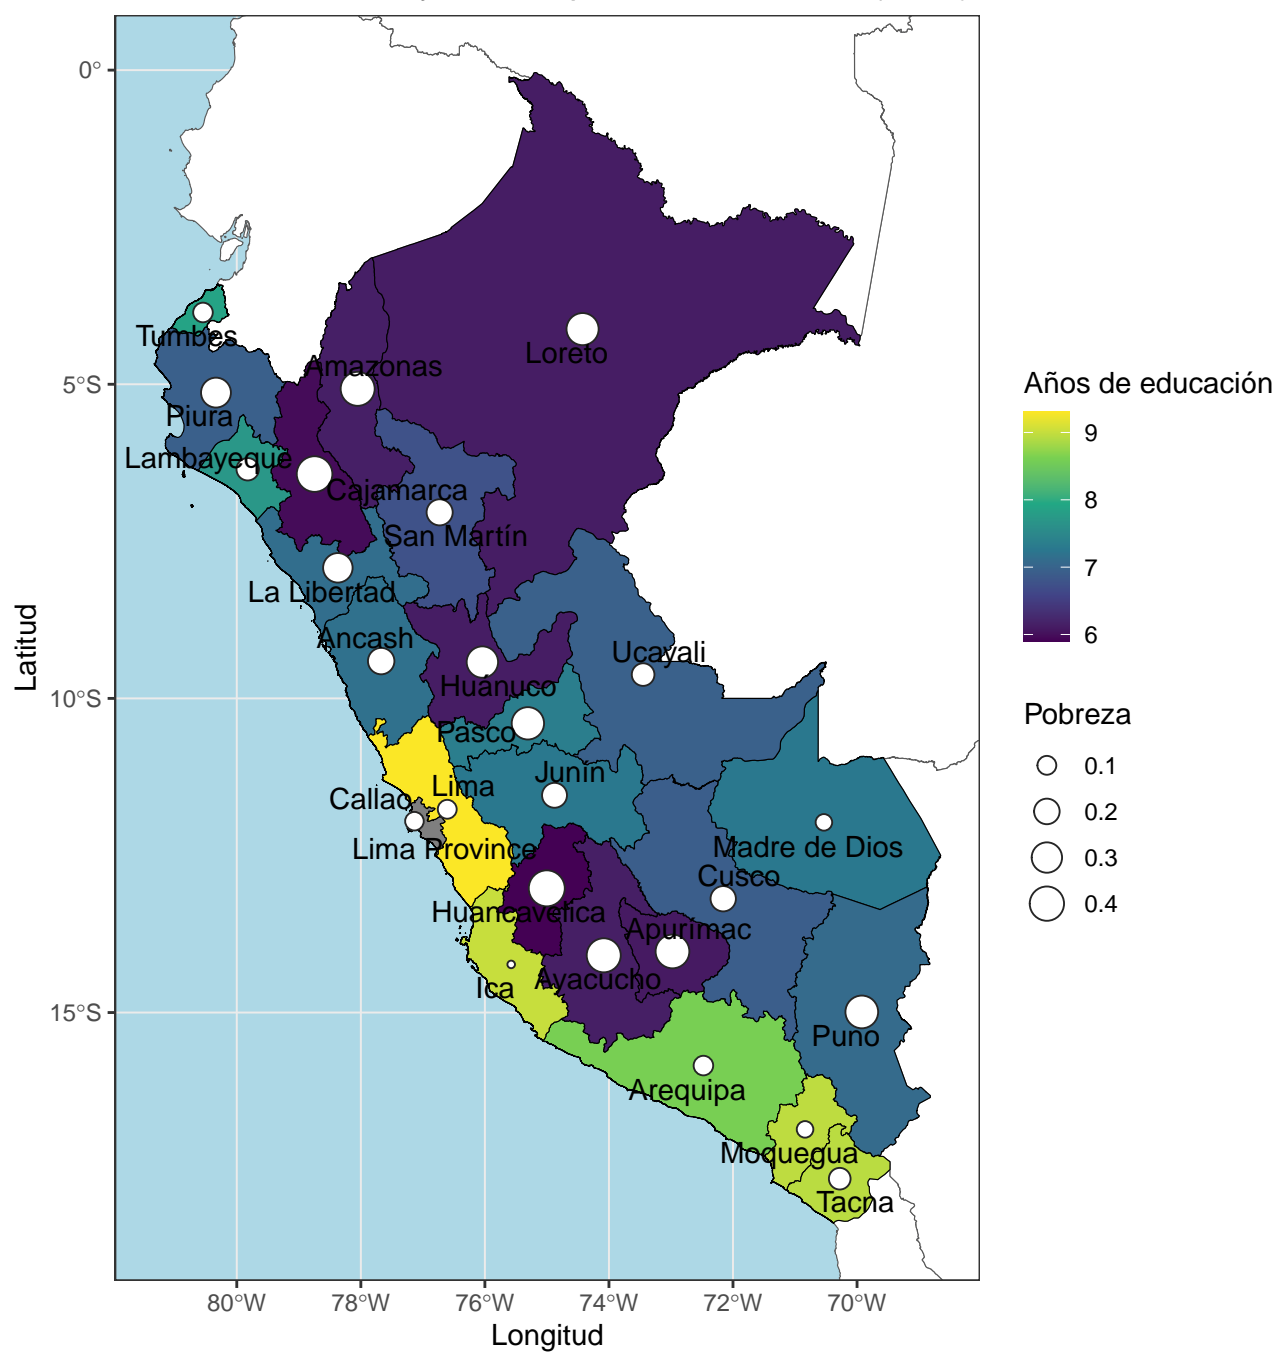 0°
5°S
10°S
15°S
Latitud
Tumbes
Amazonas
Loreto
Piura
Lambayeque
Cajamarca
San Martín
La Libertad
Ancash
Ucayali
Huánuco
Pasco
Junín
Lima
Callao
Lima Province
Madre de Dios
Cusco
Huancavelica
Apurímac
Ayacucho
Ica
Puno
Arequipa
Moquegua
Tacna
80°W
78°W
76°W
74°W
72°W
70°W
Longitud
Años de educación
9
8
7
6
Pobreza
0.1
0.2
0.3
0.4